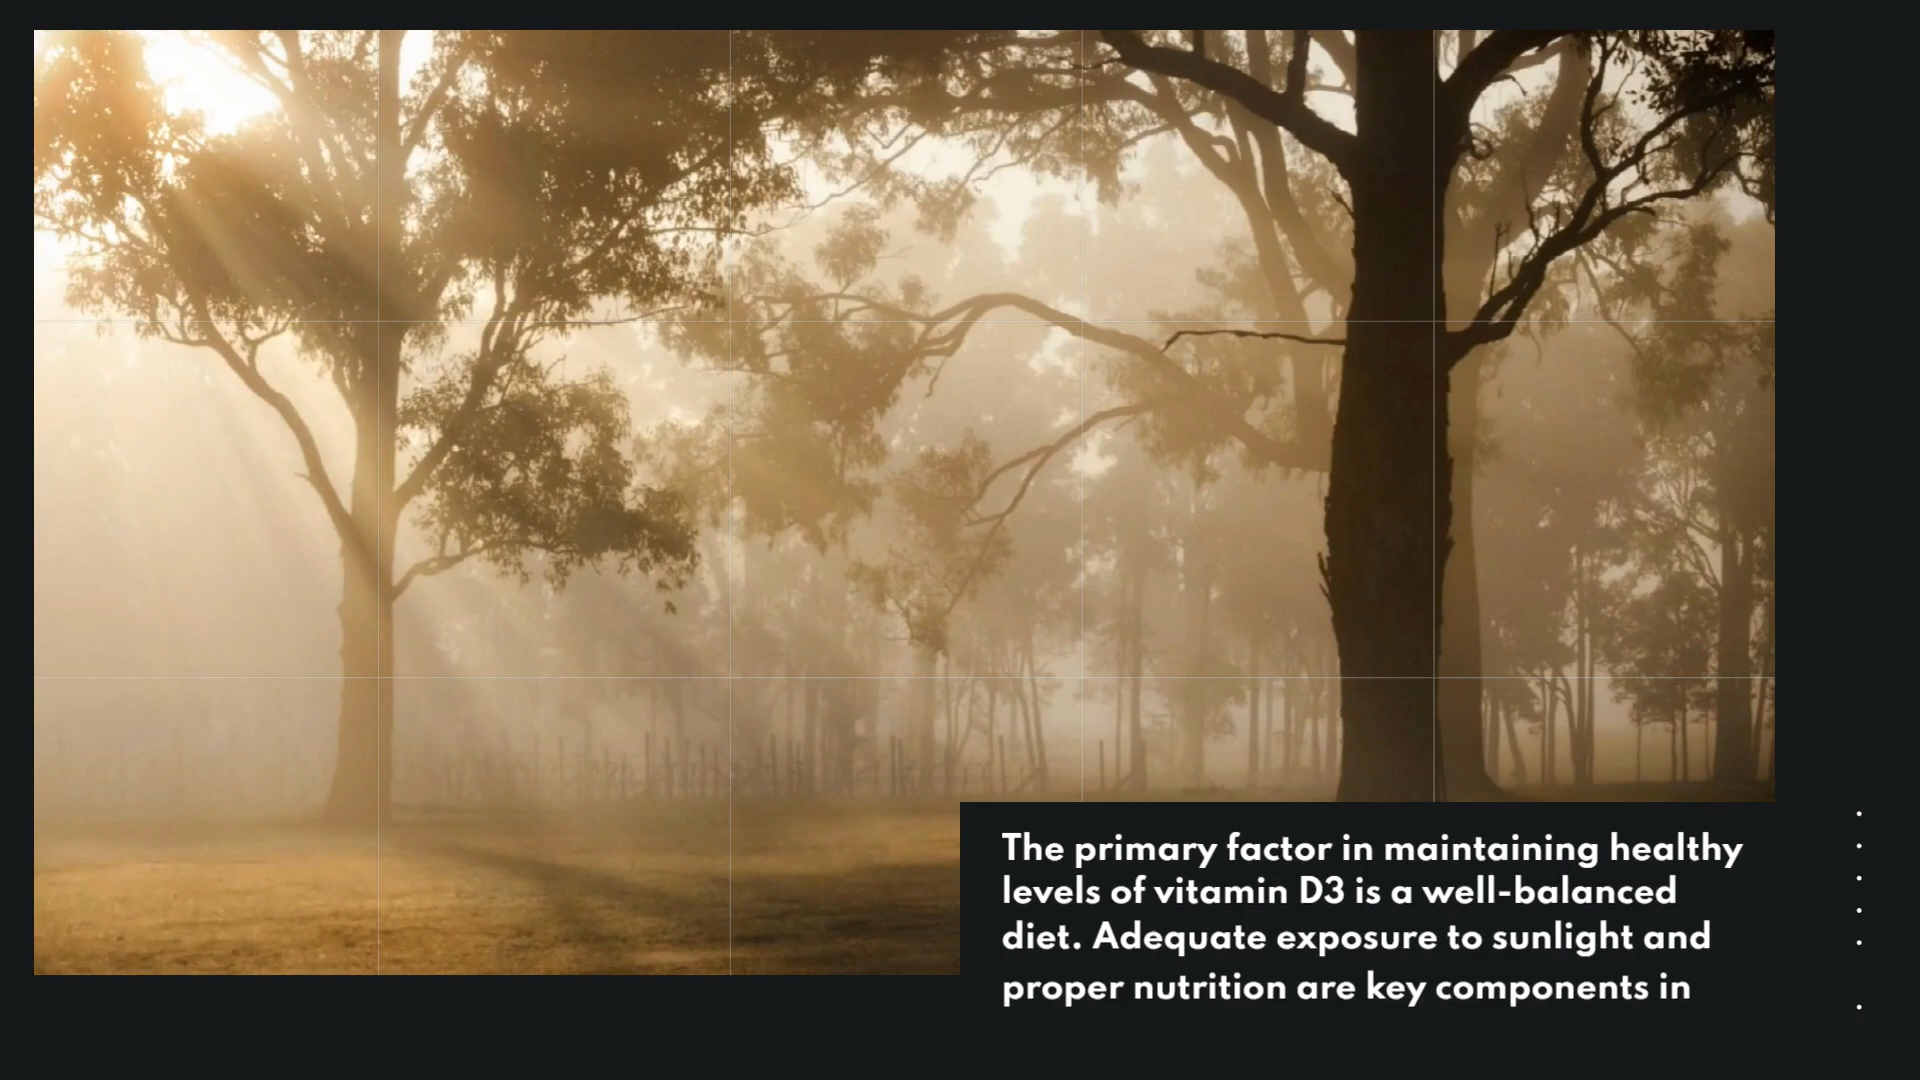 The primary factor in maintaining healthy
levels of vitamin D3 is a well-balanced
diet. Adequate exposure to sunlight and
proper nutrition are key components in